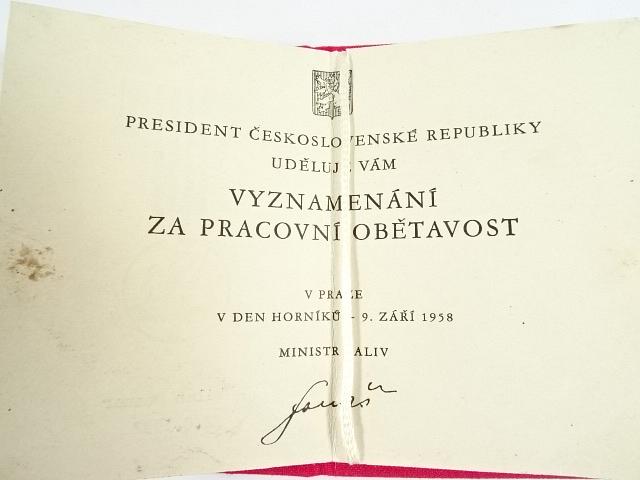 PRESIDENT ČESKOSLOVENSKÉ REPUBLIKY
UDĚLUJE VÁM
VYZNAMENÁNÍ
ZA PRACOVNÍ OBĚTAVOST
V PRAZE
V DEN HORNÍKŮ - 9. ZÁŘÍ 1958
MINISTR PALIV